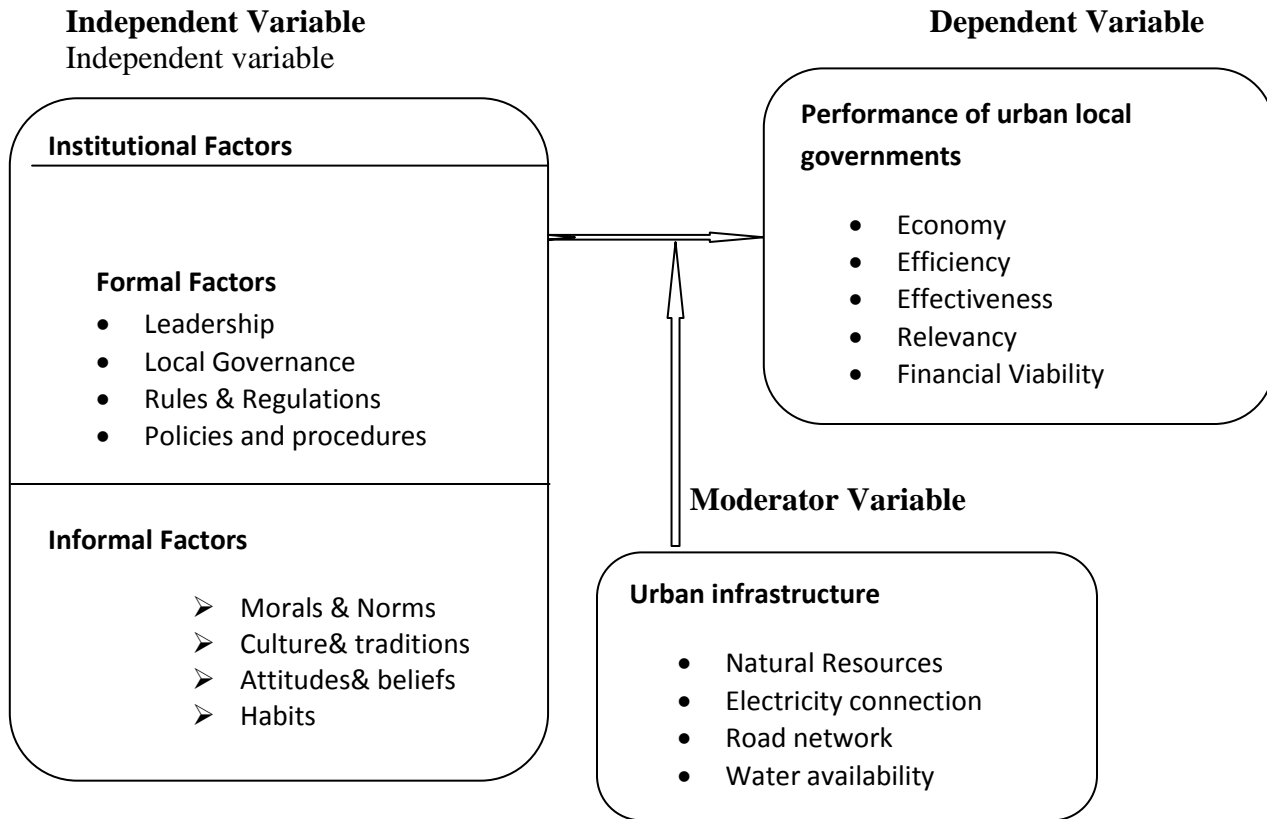 Independent Variable
Independent variable
Institutional Factors
Formal Factors
• Leadership
• Local Governance
• Rules & Regulations
• Policies and procedures
Informal Factors
➢ Morals & Norms
➢ Culture& traditions
➢ Attitudes& beliefs
➢ Habits
Dependent Variable
Performance of urban local
governments
• Economy
• Efficiency
• Effectiveness
• Relevancy
• Financial Viability
Moderator Variable
Urban infrastructure
• Natural Resources
• Electricity connection
• Road network
• Water availability